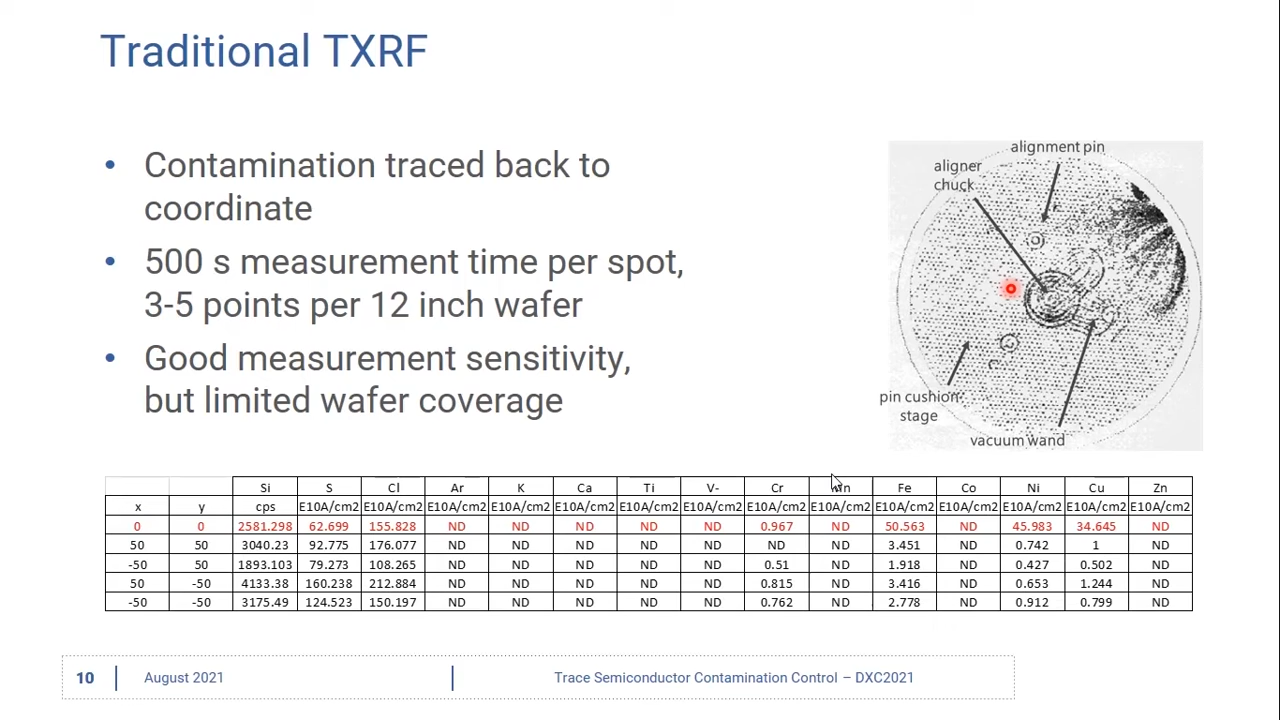 Traditional TXRF
• Contamination traced back to
coordinate
• 500 s measurement time per spot,
3-5 points per 12 inch wafer
• Good measurement sensitivity,
but limited wafer coverage
alignment pin
aligner
chuck
pin cushion
stage
vacuum wand
Si S Cl Ar K Ca Ti V- Cr Fe Co Ni Cu Zn
x y cps E10A/cm2 E10A/cm2 E10A/cm2 E10A/cm2 E10A/cm2 E10A/cm2 E10A/cm2 E10A/cm2 E10A/cm2 E10A/cm2 E10A/cm2 E10A/cm2 E10A/cm2 E10A/cm2
0 0 2581.298 62.699 155.828 ND ND ND ND ND 0.967 ND 50.563 ND 45.983 34.645 ND
50 50 3040.23 92.775 176.077 ND ND ND ND ND ND ND 3.451 ND 0.742 1 ND
-50 50 1893.103 79.273 108.265 ND ND ND ND ND 0.51 ND 1.918 ND 0.427 0.502 ND
50 -50 4133.38 160.238 212.884 ND ND ND ND ND 0.815 ND 3.416 ND 0.653 1.244 ND
-50 -50 3175.49 124.523 150.197 ND ND ND ND ND 0.762 ND 2.778 ND 0.912 0.799 ND
10 August 2021 Trace Semiconductor Contamination Control – DXC2021